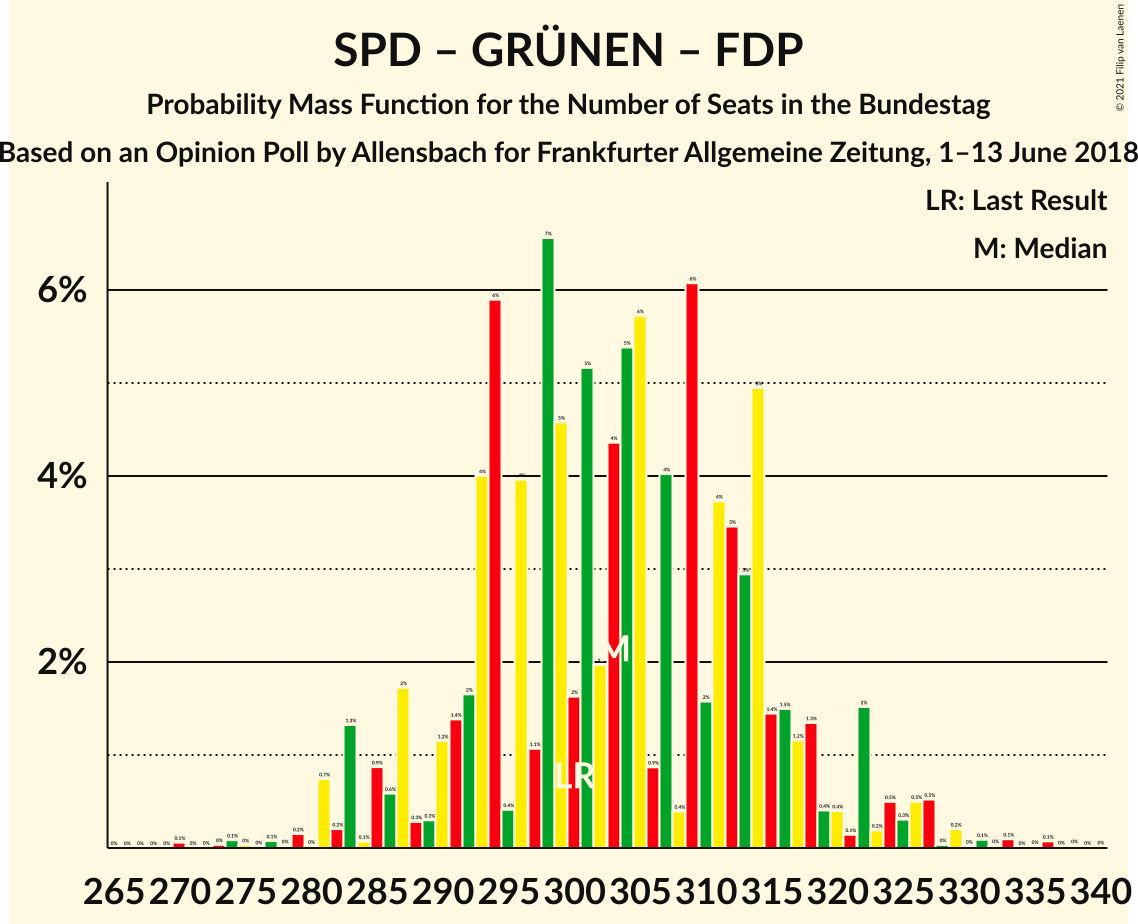 SPD – GRÜNEN – FDP
Probability Mass Function for the Number of Seats in the Bundestag
Based on an Opinion Poll by Allensbach for Frankfurter Allgemeine Zeitung, 1–13 June 2018
© 2021 Filip van Laenen
LR: Last Result
M: Median
6%
4%
2%
M
LR
265 270 275 280 285 290 295 300 305 310 315 320 325 330 335 340